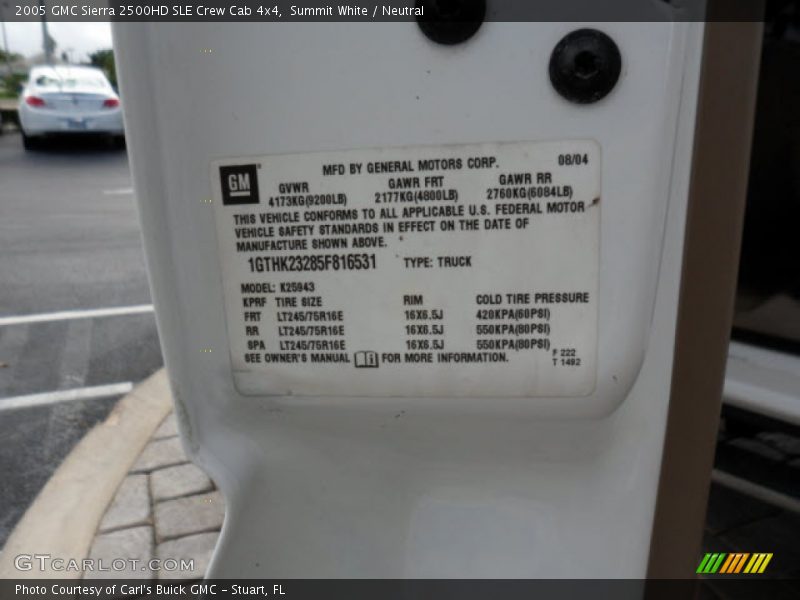 2005 GMC Sierra 2500HD SLE Crew Cab 4x4, Summit White / Neutral
GM
MFD BY GENERAL MOTORS CORP. 08/04
GVWR GAWR FRT GAWR RR
4173KG(9200LB) 2177KG(4800LB) 2760KG(6084LB)
THIS VEHICLE CONFORMS TO ALL APPLICABLE U.S. FEDERAL MOTOR
VEHICLE SAFETY STANDARDS IN EFFECT ON THE DATE OF
MANUFACTURE SHOWN ABOVE.
1GTHK23285F816531 TYPE: TRUCK
MODEL: K25943
KPRF TIRE SIZE RIM COLD TIRE PRESSURE
FRT LT245/75R16E 16X6.5J 420KPA(60PSI)
RR LT245/75R16E 16X6.5J 550KPA(80PSI)
SPA LT245/75R16E 16X6.5J 550KPA(80PSI)
SEE OWNER'S MANUAL FOR MORE INFORMATION.
F 222
T 1492
GTCARLOT.COM
Photo Courtesy of Carl's Buick GMC - Stuart, FL